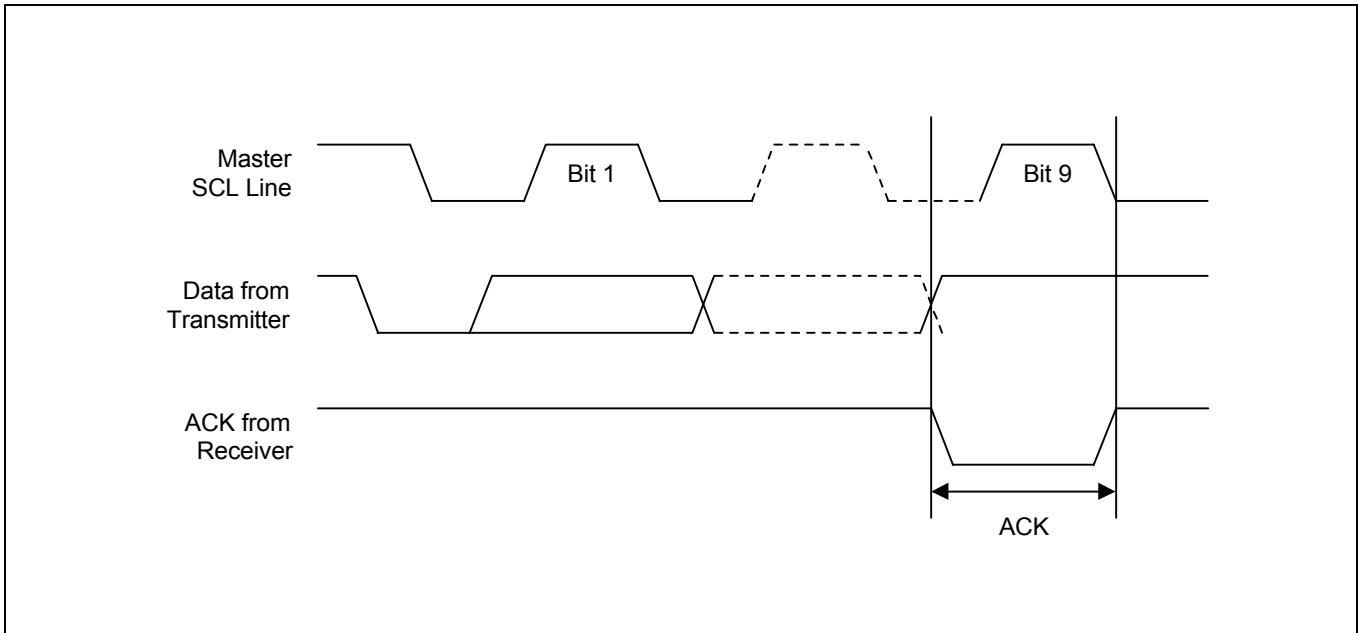 Master
SCL Line
Bit 1
Bit 9
Data from
Transmitter
ACK from
Receiver
ACK